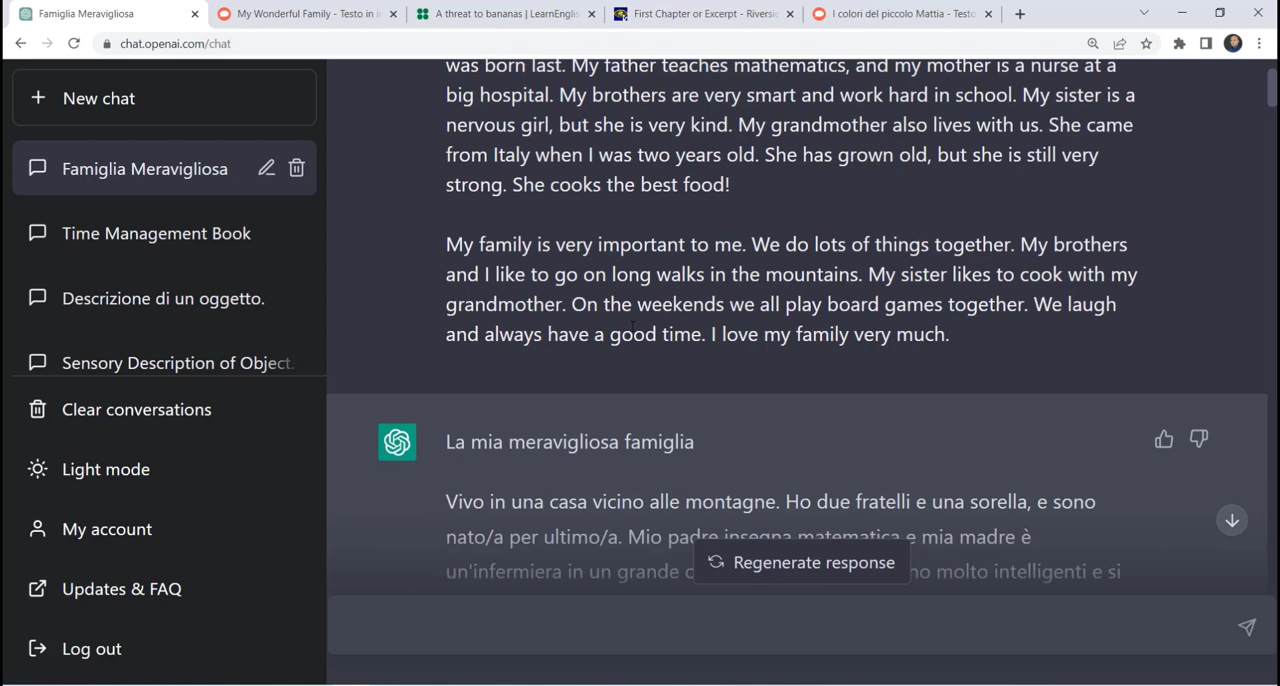 Famiglia Meravigliosa
My Wonderful Family - Testo in i
A threat to bananas | LearnEnglis
First Chapter or Excerpt - Riversi
I colori del piccolo Mattia - Testo
chat.openai.com/chat
New chat
Famiglia Meravigliosa
Time Management Book
Descrizione di un oggetto.
Sensory Description of Object.
Clear conversations
Light mode
My account
Updates & FAQ
Log out
was born last. My father teaches mathematics, and my mother is a nurse at a
big hospital. My brothers are very smart and work hard in school. My sister is a
nervous girl, but she is very kind. My grandmother also lives with us. She came
from Italy when I was two years old. She has grown old, but she is still very
strong. She cooks the best food!
My family is very important to me. We do lots of things together. My brothers
and I like to go on long walks in the mountains. My sister likes to cook with my
grandmother. On the weekends we all play board games together. We laugh
and always have a good time. I love my family very much.
La mia meravigliosa famiglia
Vivo in una casa vicino alle montagne. Ho due fratelli e una sorella, e sono
nato/a per ultimo/a. Mio padre insegna matematica e mia madre è
un'infermiera in un grande no molto intelligenti e si
Regenerate response